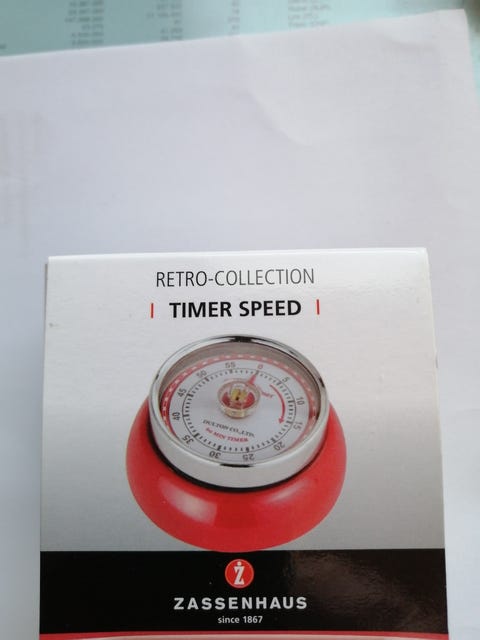 RETRO-COLLECTION
TIMER SPEED
0
5
10
15
20
25
30
35
40
45
50
55
DULTON CO., LTD.
60 MIN TIMER
Z
ZASSENHAUS
since 1867